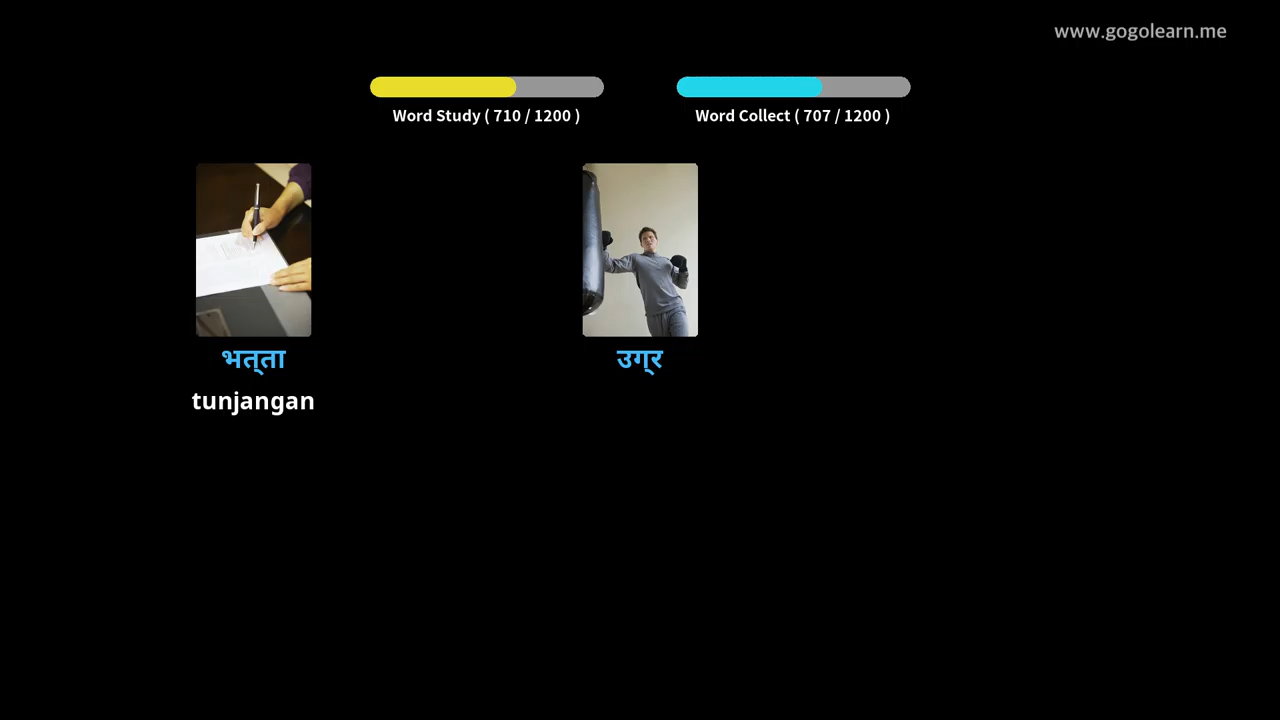 www.gogolearn.me
Word Study ( 710 / 1200 )
Word Collect ( 707 / 1200 )
भत्‌ता
उग्‌र
tunjangan